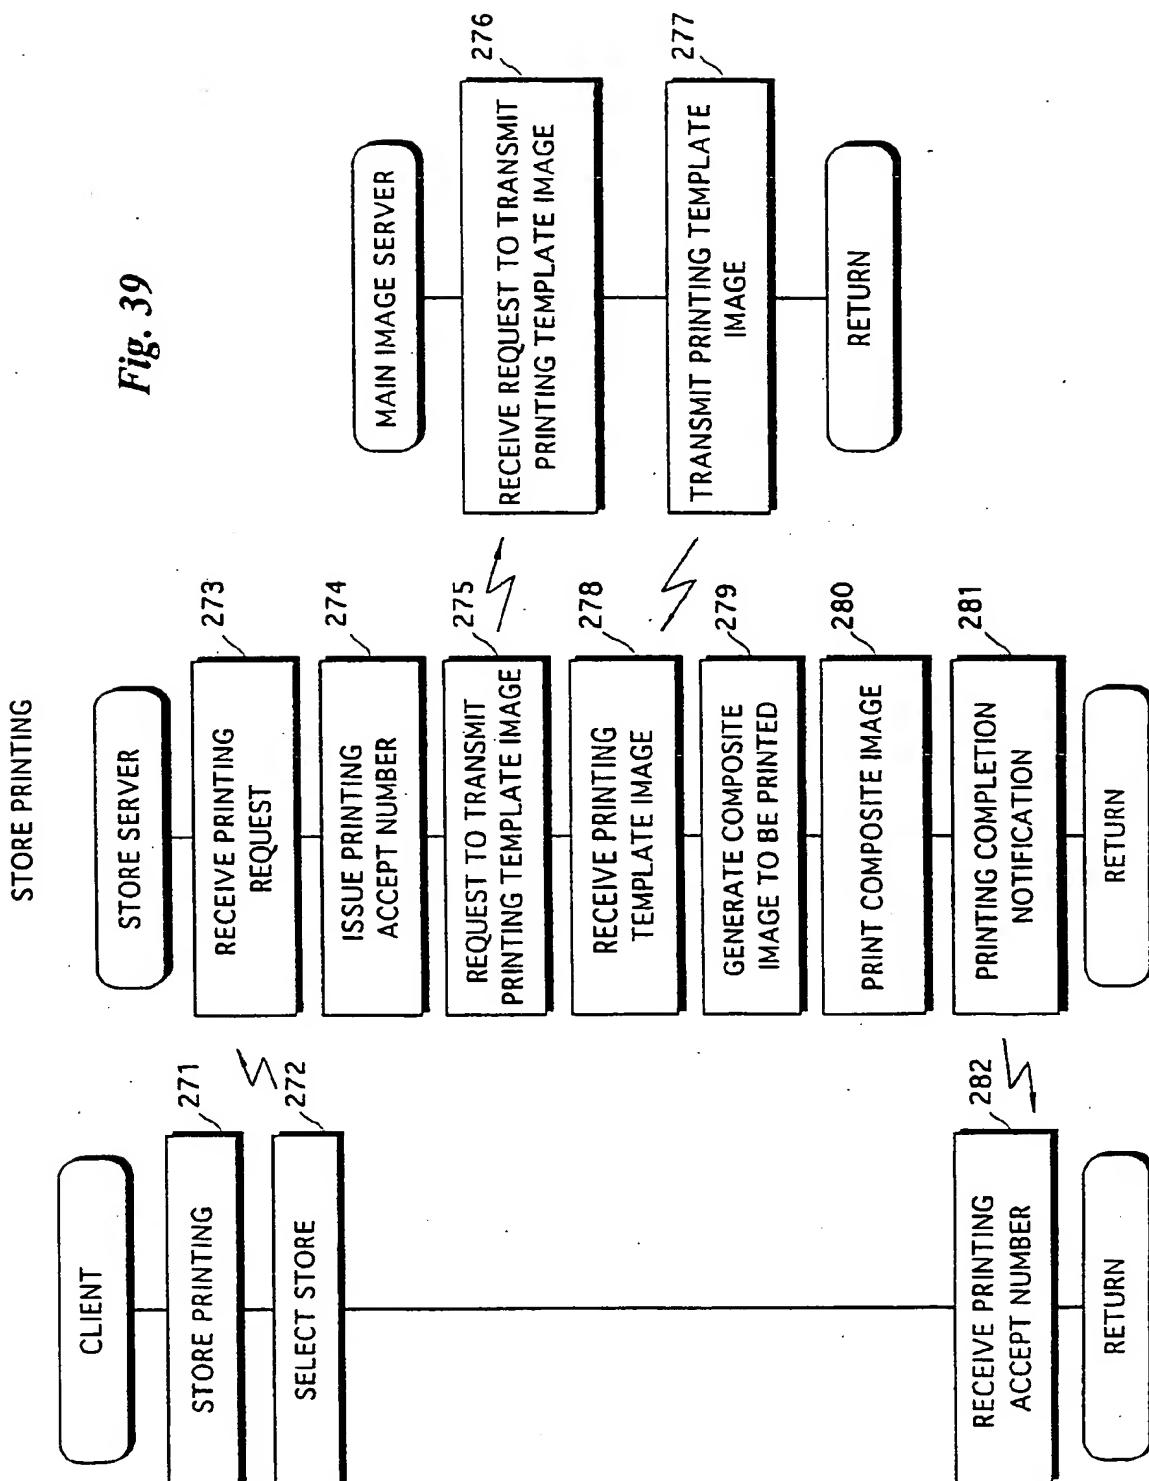 Fig. 39
STORE PRINTING
CLIENT
STORE PRINTING
271
SELECT STORE
272
RECEIVE PRINTING
ACCEPT NUMBER
282
RETURN
STORE SERVER
RECEIVE PRINTING
REQUEST
273
ISSUE PRINTING
ACCEPT NUMBER
274
REQUEST TO TRANSMIT
PRINTING TEMPLATE IMAGE
275
RECEIVE PRINTING
TEMPLATE IMAGE
278
GENERATE COMPOSITE
IMAGE TO BE PRINTED
279
PRINT COMPOSITE IMAGE
280
PRINTING COMPLETION
NOTIFICATION
281
RETURN
MAIN IMAGE SERVER
RECEIVE REQUEST TO TRANSMIT
PRINTING TEMPLATE IMAGE
276
TRANSMIT PRINTING TEMPLATE
IMAGE
277
RETURN